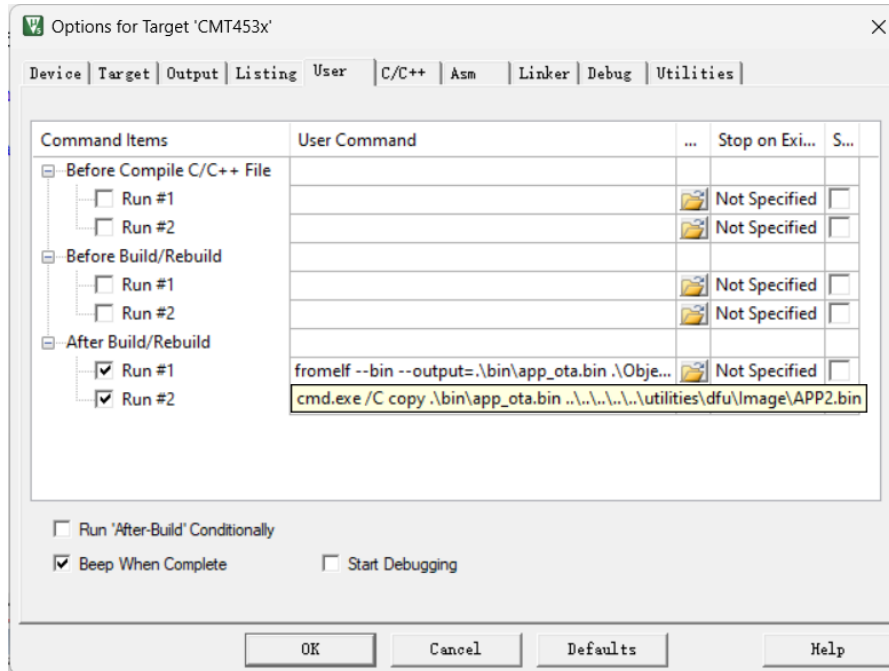 Options for Target 'CMT453x'
Device Target Output Listing User C/C++ Asm Linker Debug Utilities
Command Items User Command ... Stop on Exi... S...
Before Compile C/C++ File
Run #1 Not Specified
Run #2 Not Specified
Before Build/Rebuild
Run #1 Not Specified
Run #2 Not Specified
After Build/Rebuild
Run #1 fromelf --bin --output=.\bin\app_ota.bin .\Obje... Not Specified
Run #2 cmd.exe /C copy .\bin\app_ota.bin ..\..\..\..\..\utilities\dfu\Image\APP2.bin
Run 'After-Build' Conditionally
Beep When Complete Start Debugging
OK Cancel Defaults Help